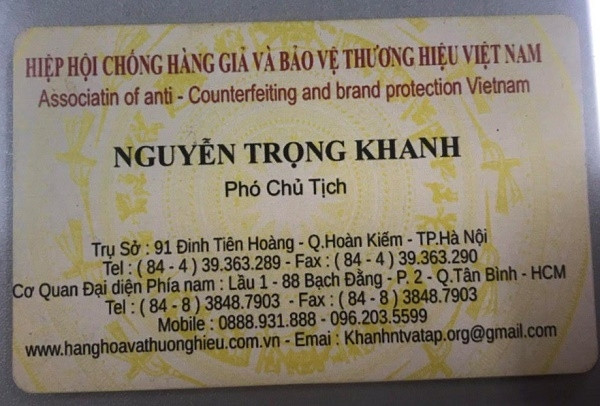 HIỆP HỘI CHỐNG HÀNG GIẢ VÀ BẢO VỆ THƯƠNG HIỆU VIỆT NAM
Associatin of anti - Counterfeiting and brand protection Vietnam
NGUYỄN TRỌNG KHANH
Phó Chủ Tịch
Trụ Sở : 91 Đinh Tiên Hoàng - Q.Hoàn Kiếm - TP.Hà Nội
Tel : ( 84 - 4 ) 39.363.289 - Fax : ( 84 - 4 ) 39.363.290
Cơ Quan Đại diện Phía nam : Lầu 1 - 88 Bạch Đằng - P. 2 - Q.Tân Bình - HCM
Tel : ( 84 - 8 ) 3848.7903 - Fax : ( 84 - 8 ) 3848.7903
Mobile : 0888.931.888 - 096.203.5599
www.hanghoavathuonghieu.com.vn - Emai : Khanhntvatap.org@gmail.com